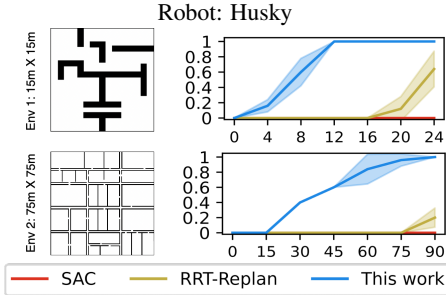 Robot: Husky
Env 1: 15m X 15m
1
0.8
0.6
0.4
0.2
0
0 4 8 12 16 20 24
Env 2: 75m X 75m
1
0.8
0.6
0.4
0.2
0
0 15 30 45 60 75 90
SAC RRT-Replan This work